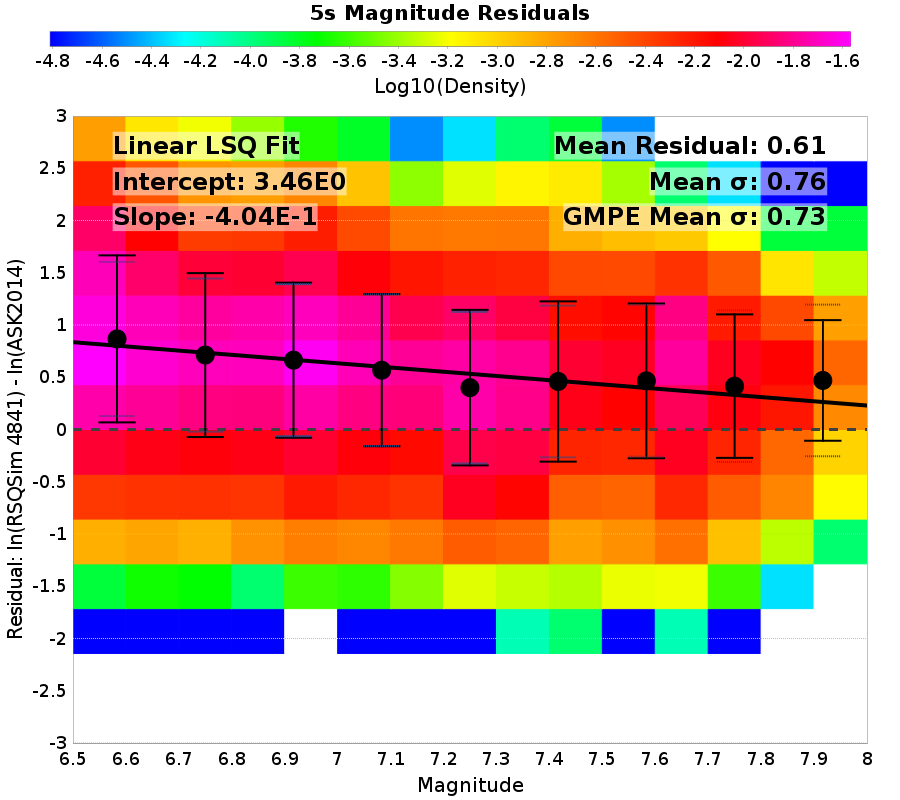 5s Magnitude Residuals
-4.8 -4.6 -4.4 -4.2 -4.0 -3.8 -3.6 -3.4 -3.2 -3.0 -2.8 -2.6 -2.4 -2.2 -2.0 -1.8 -1.6
Log10(Density)
Linear LSQ Fit
Intercept: 3.46E0
Slope: -4.04E-1
Mean Residual: 0.61
Mean σ: 0.76
GMPE Mean σ: 0.73
Residual: ln(RSQSim 4841) - ln(ASK2014)
3
2.5
2
1.5
1
0.5
0
-0.5
-1
-1.5
-2
-2.5
-3
6.5 6.6 6.7 6.8 6.9 7 7.1 7.2 7.3 7.4 7.5 7.6 7.7 7.8 7.9 8
Magnitude